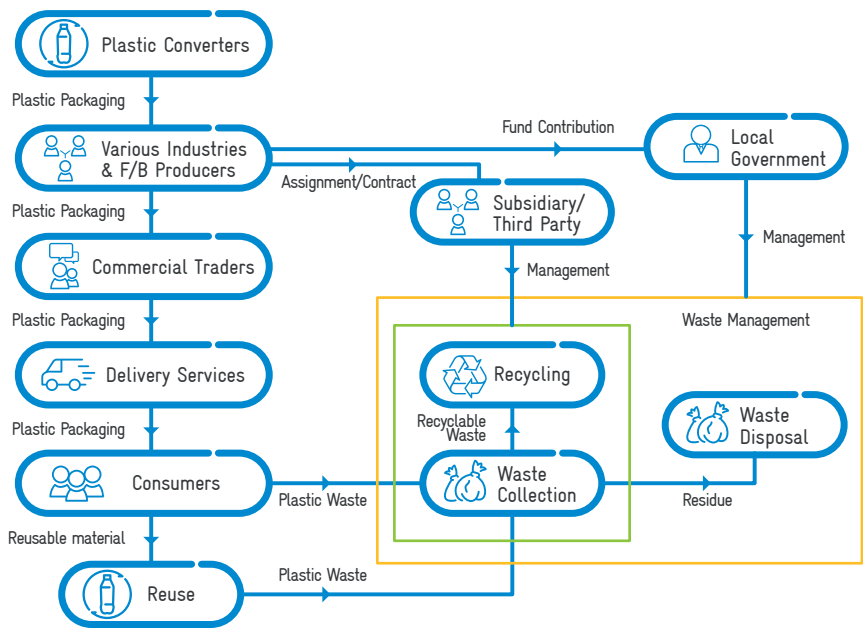 Plastic Converters
Plastic Packaging
Various Industries
& F/B Producers
Fund Contribution
Local
Government
Assignment/Contract
Subsidiary/
Third Party
Plastic Packaging
Management
Commercial Traders
Management
Plastic Packaging
Waste Management
Delivery Services
Recycling
Recyclable
Waste
Waste
Disposal
Plastic Packaging
Consumers
Plastic Waste
Waste
Collection
Residue
Reusable material
Plastic Waste
Reuse